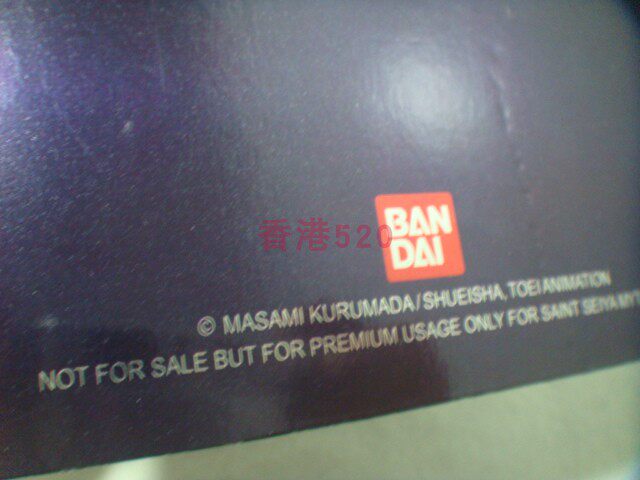 BAN
DAI
香港520
© MASAMI KURUMADA/SHUEISHA, TOEI ANIMATION
NOT FOR SALE BUT FOR PREMIUM USAGE ONLY FOR SAINT SEIYA MYT